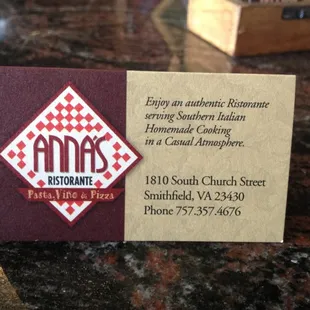 ANNA'S
RISTORANTE
Pasta, Vino & Pizza
Enjoy an authentic Ristorante
serving Southern Italian
Homemade Cooking
in a Casual Atmosphere.
1810 South Church Street
Smithfield, VA 23430
Phone 757.357.4676